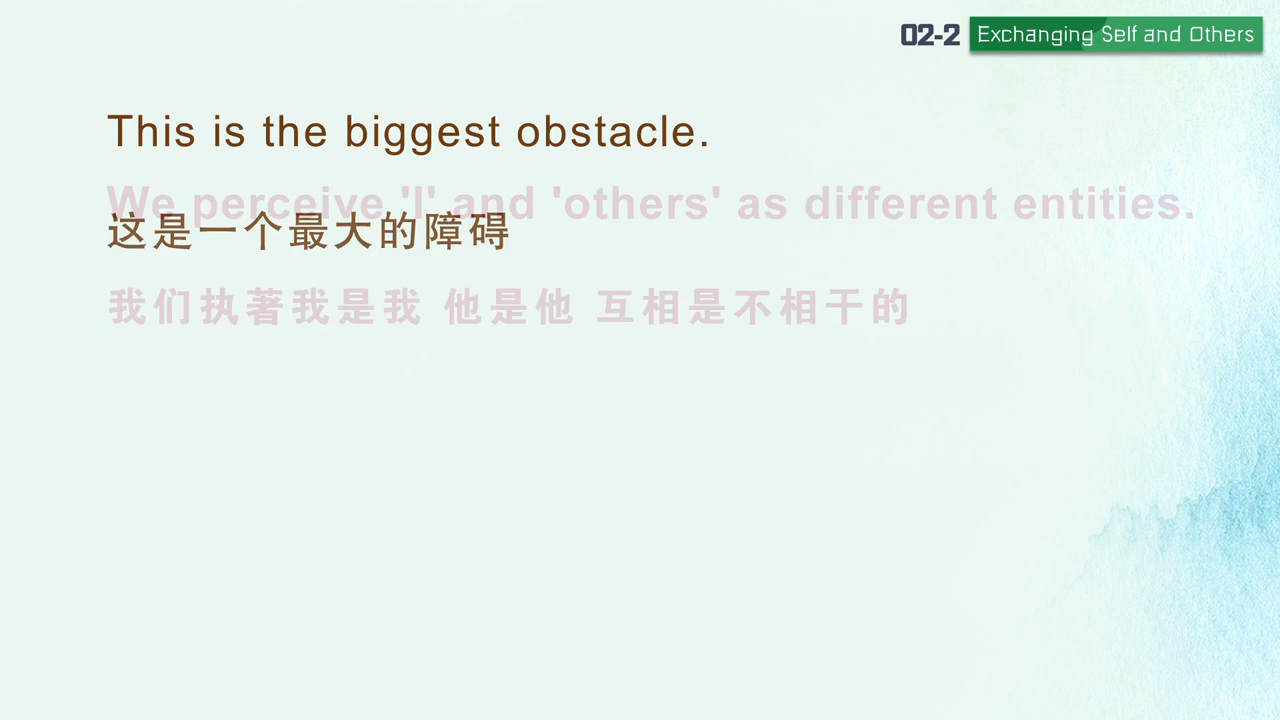 02-2 Exchanging Self and Others
This is the biggest obstacle.
We perceive 'I' and 'others' as different entities.
这是一个最大的障碍
我们执著我是我 他是他 互相是不相干的